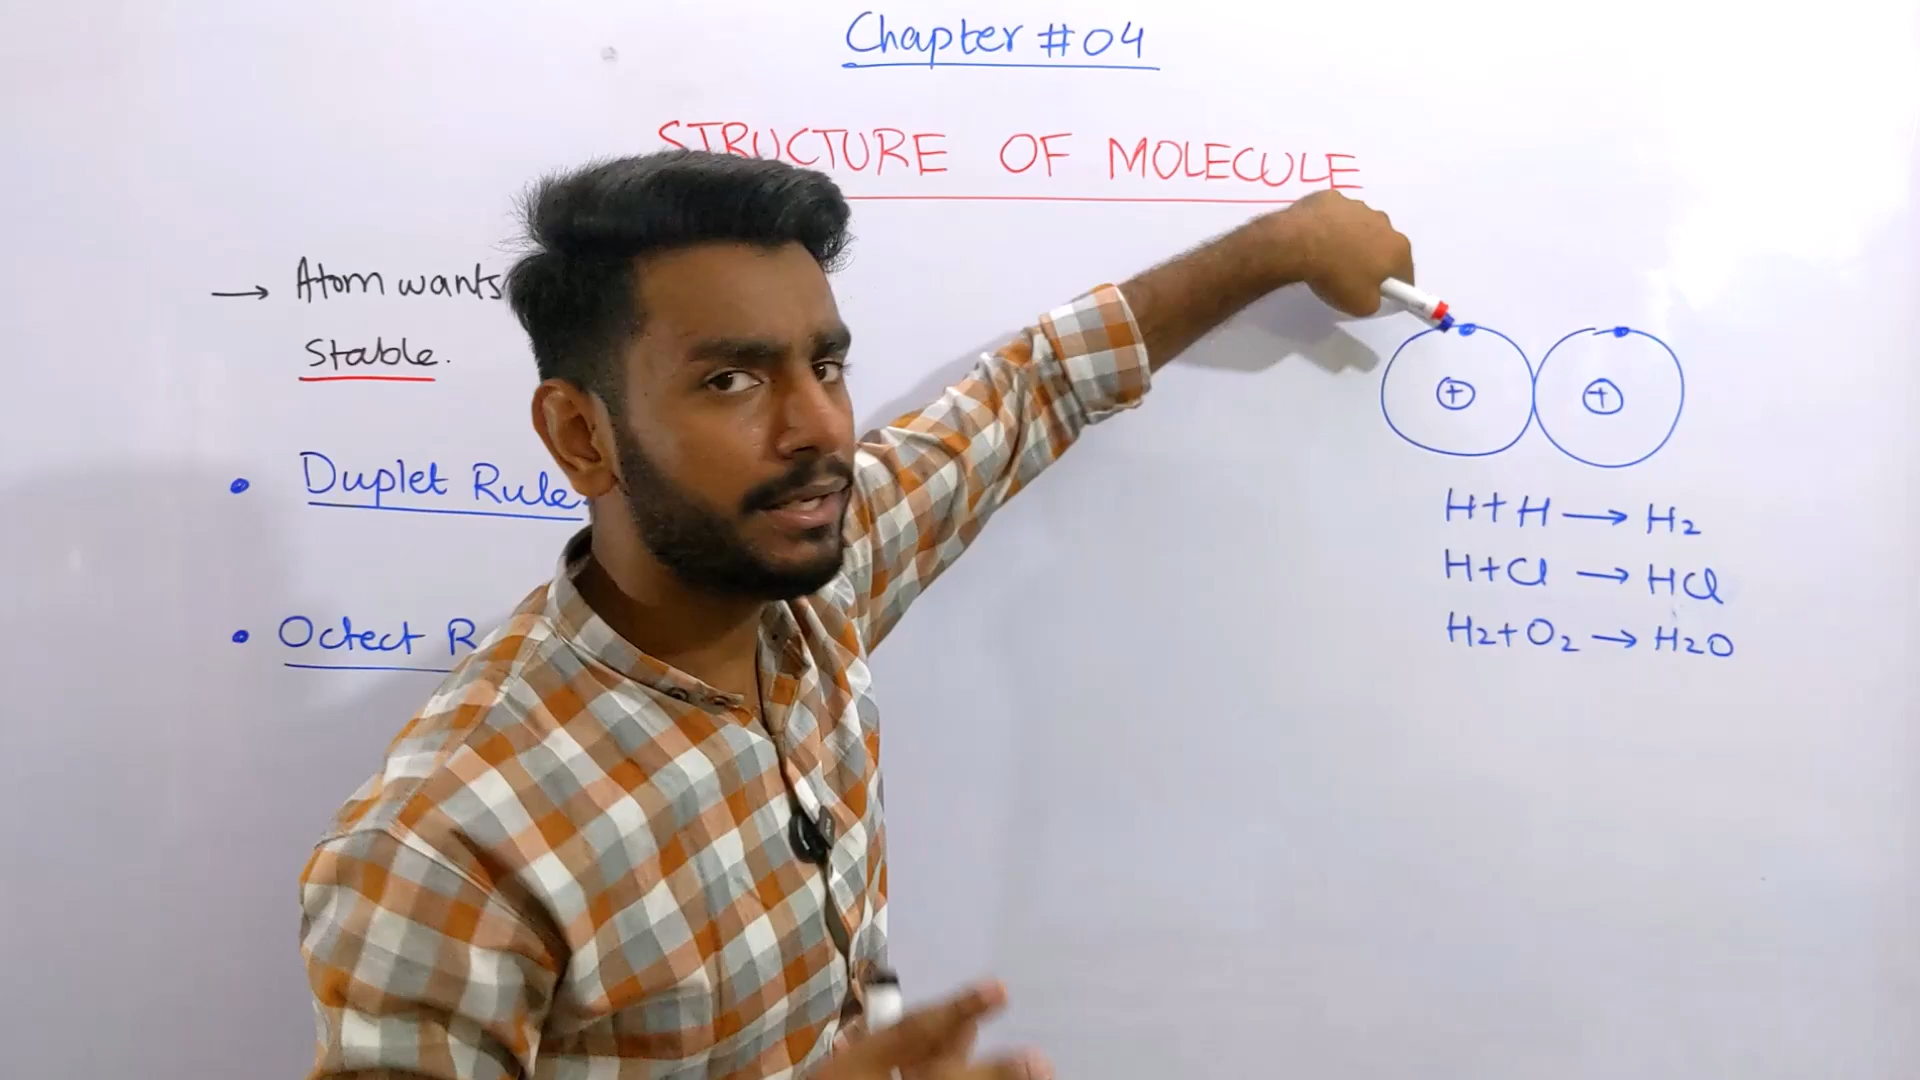 Chapter #04
STRUCTURE OF MOLECULE
→ Atom wants
Stable.
• Duplet Rule
• Octect R
+ +
H+H → H₂
H+Cl → HCl
H₂+O₂ → H₂O